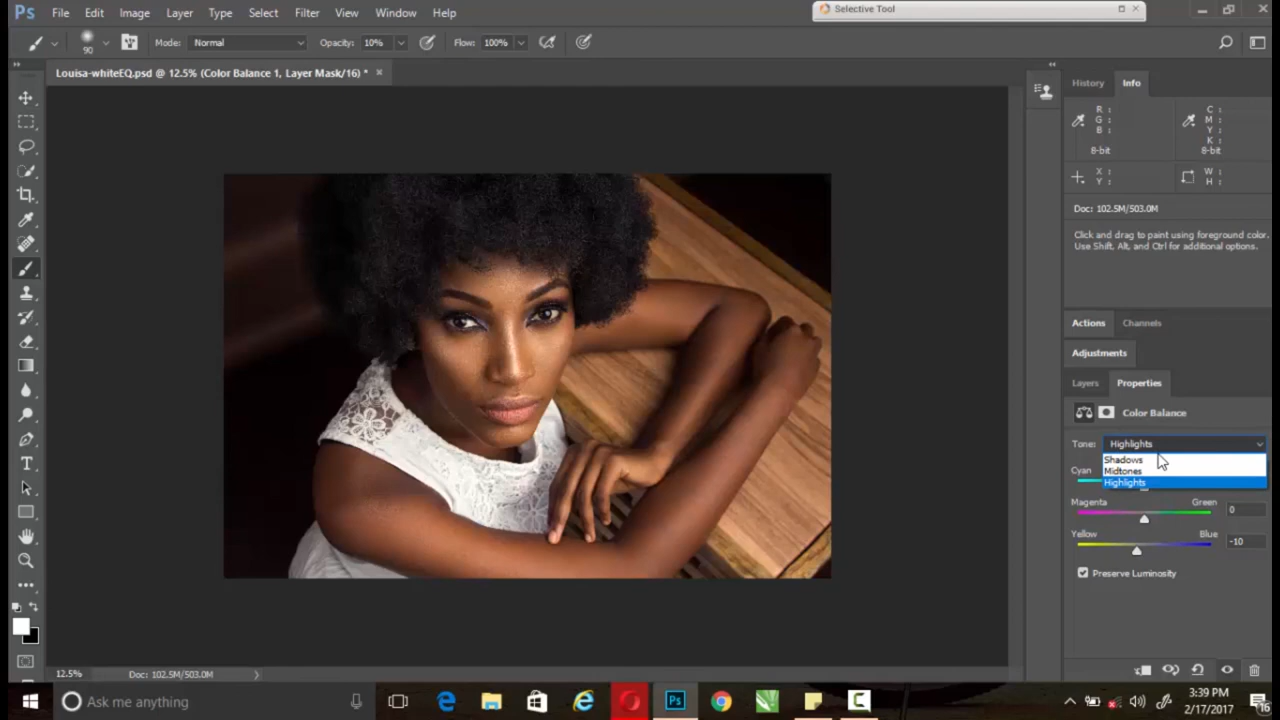 Ps File Edit Image Layer Type Select Filter View Window Help
Selective Tool
90 Mode: Normal Opacity: 10% Flow: 100%
Louisa-whiteEQ.psd @ 12.5% (Color Balance 1, Layer Mask/16) * ×
History Info
R : C :
G : M :
B : Y :
K :
8-bit 8-bit
X : W :
Y : H :
Doc: 102.5M/503.0M
Click and drag to paint using foreground color.
Use Shift, Alt, and Ctrl for additional options.
Actions Channels
Adjustments
Layers Properties
Color Balance
Tone: Highlights
Shadows
Cyan Midtones
Highlights
Magenta Green 0
Yellow Blue -10
Preserve Luminosity
12.5% Doc: 102.5M/503.0M
Ask me anything
Ps
3:39 PM
2/17/2017
16